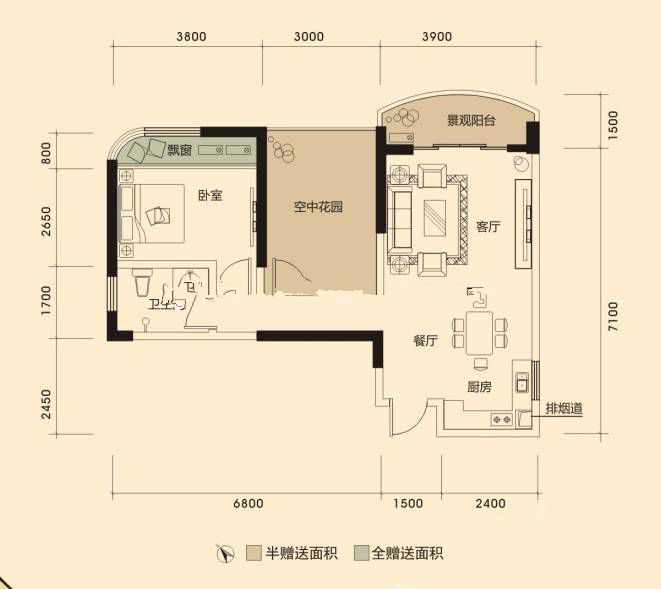 3800
3000
3900
景观阳台
1500
800
飘窗
卧室
空中花园
客厅
2650
1700
7100
卫生间
餐厅
厨房
2450
排烟道
6800
1500
2400
半赠送面积
全赠送面积